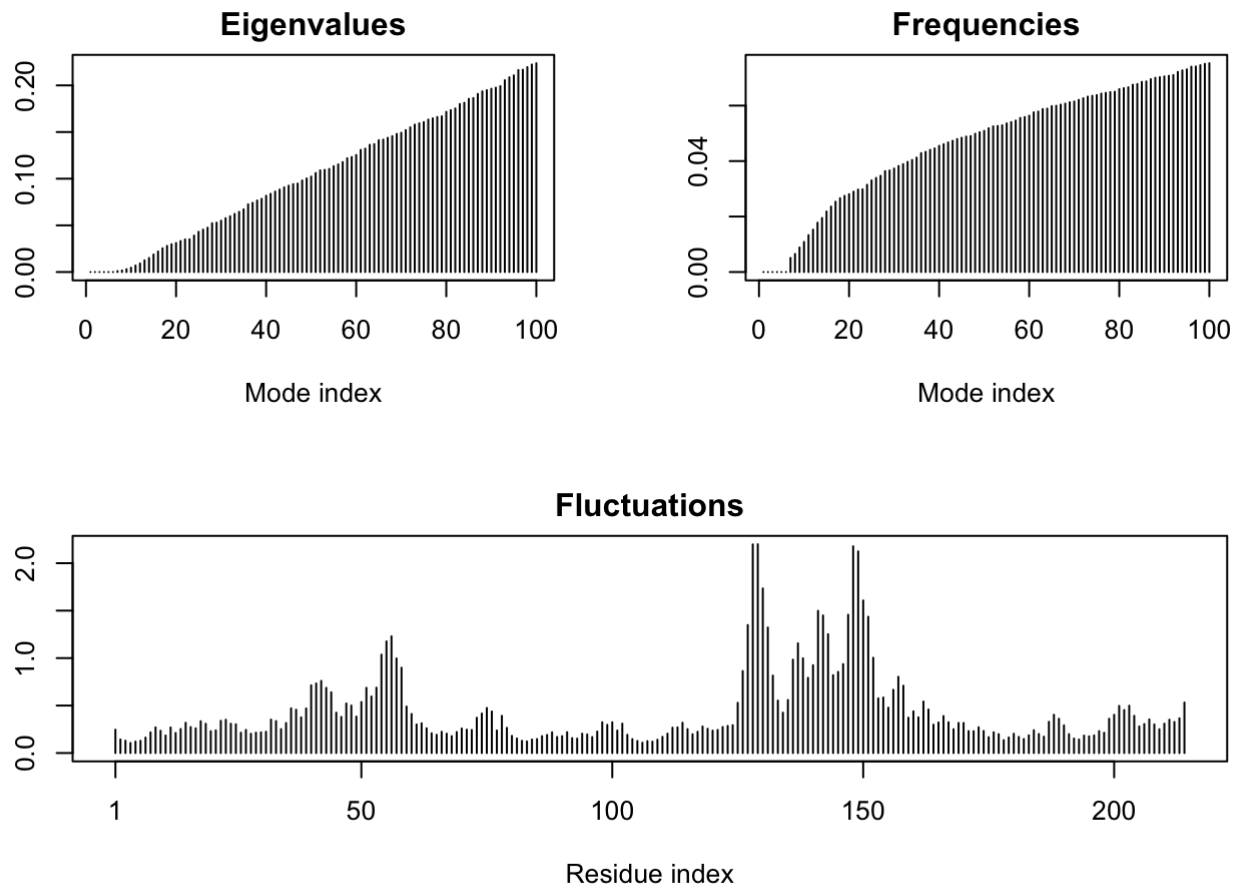 Eigenvalues
0.20
0.10
0.00
0 20 40 60 80 100
Mode index
Frequencies
0.04
0.00
0 20 40 60 80 100
Mode index
Fluctuations
2.0
1.0
0.0
1 50 100 150 200
Residue index